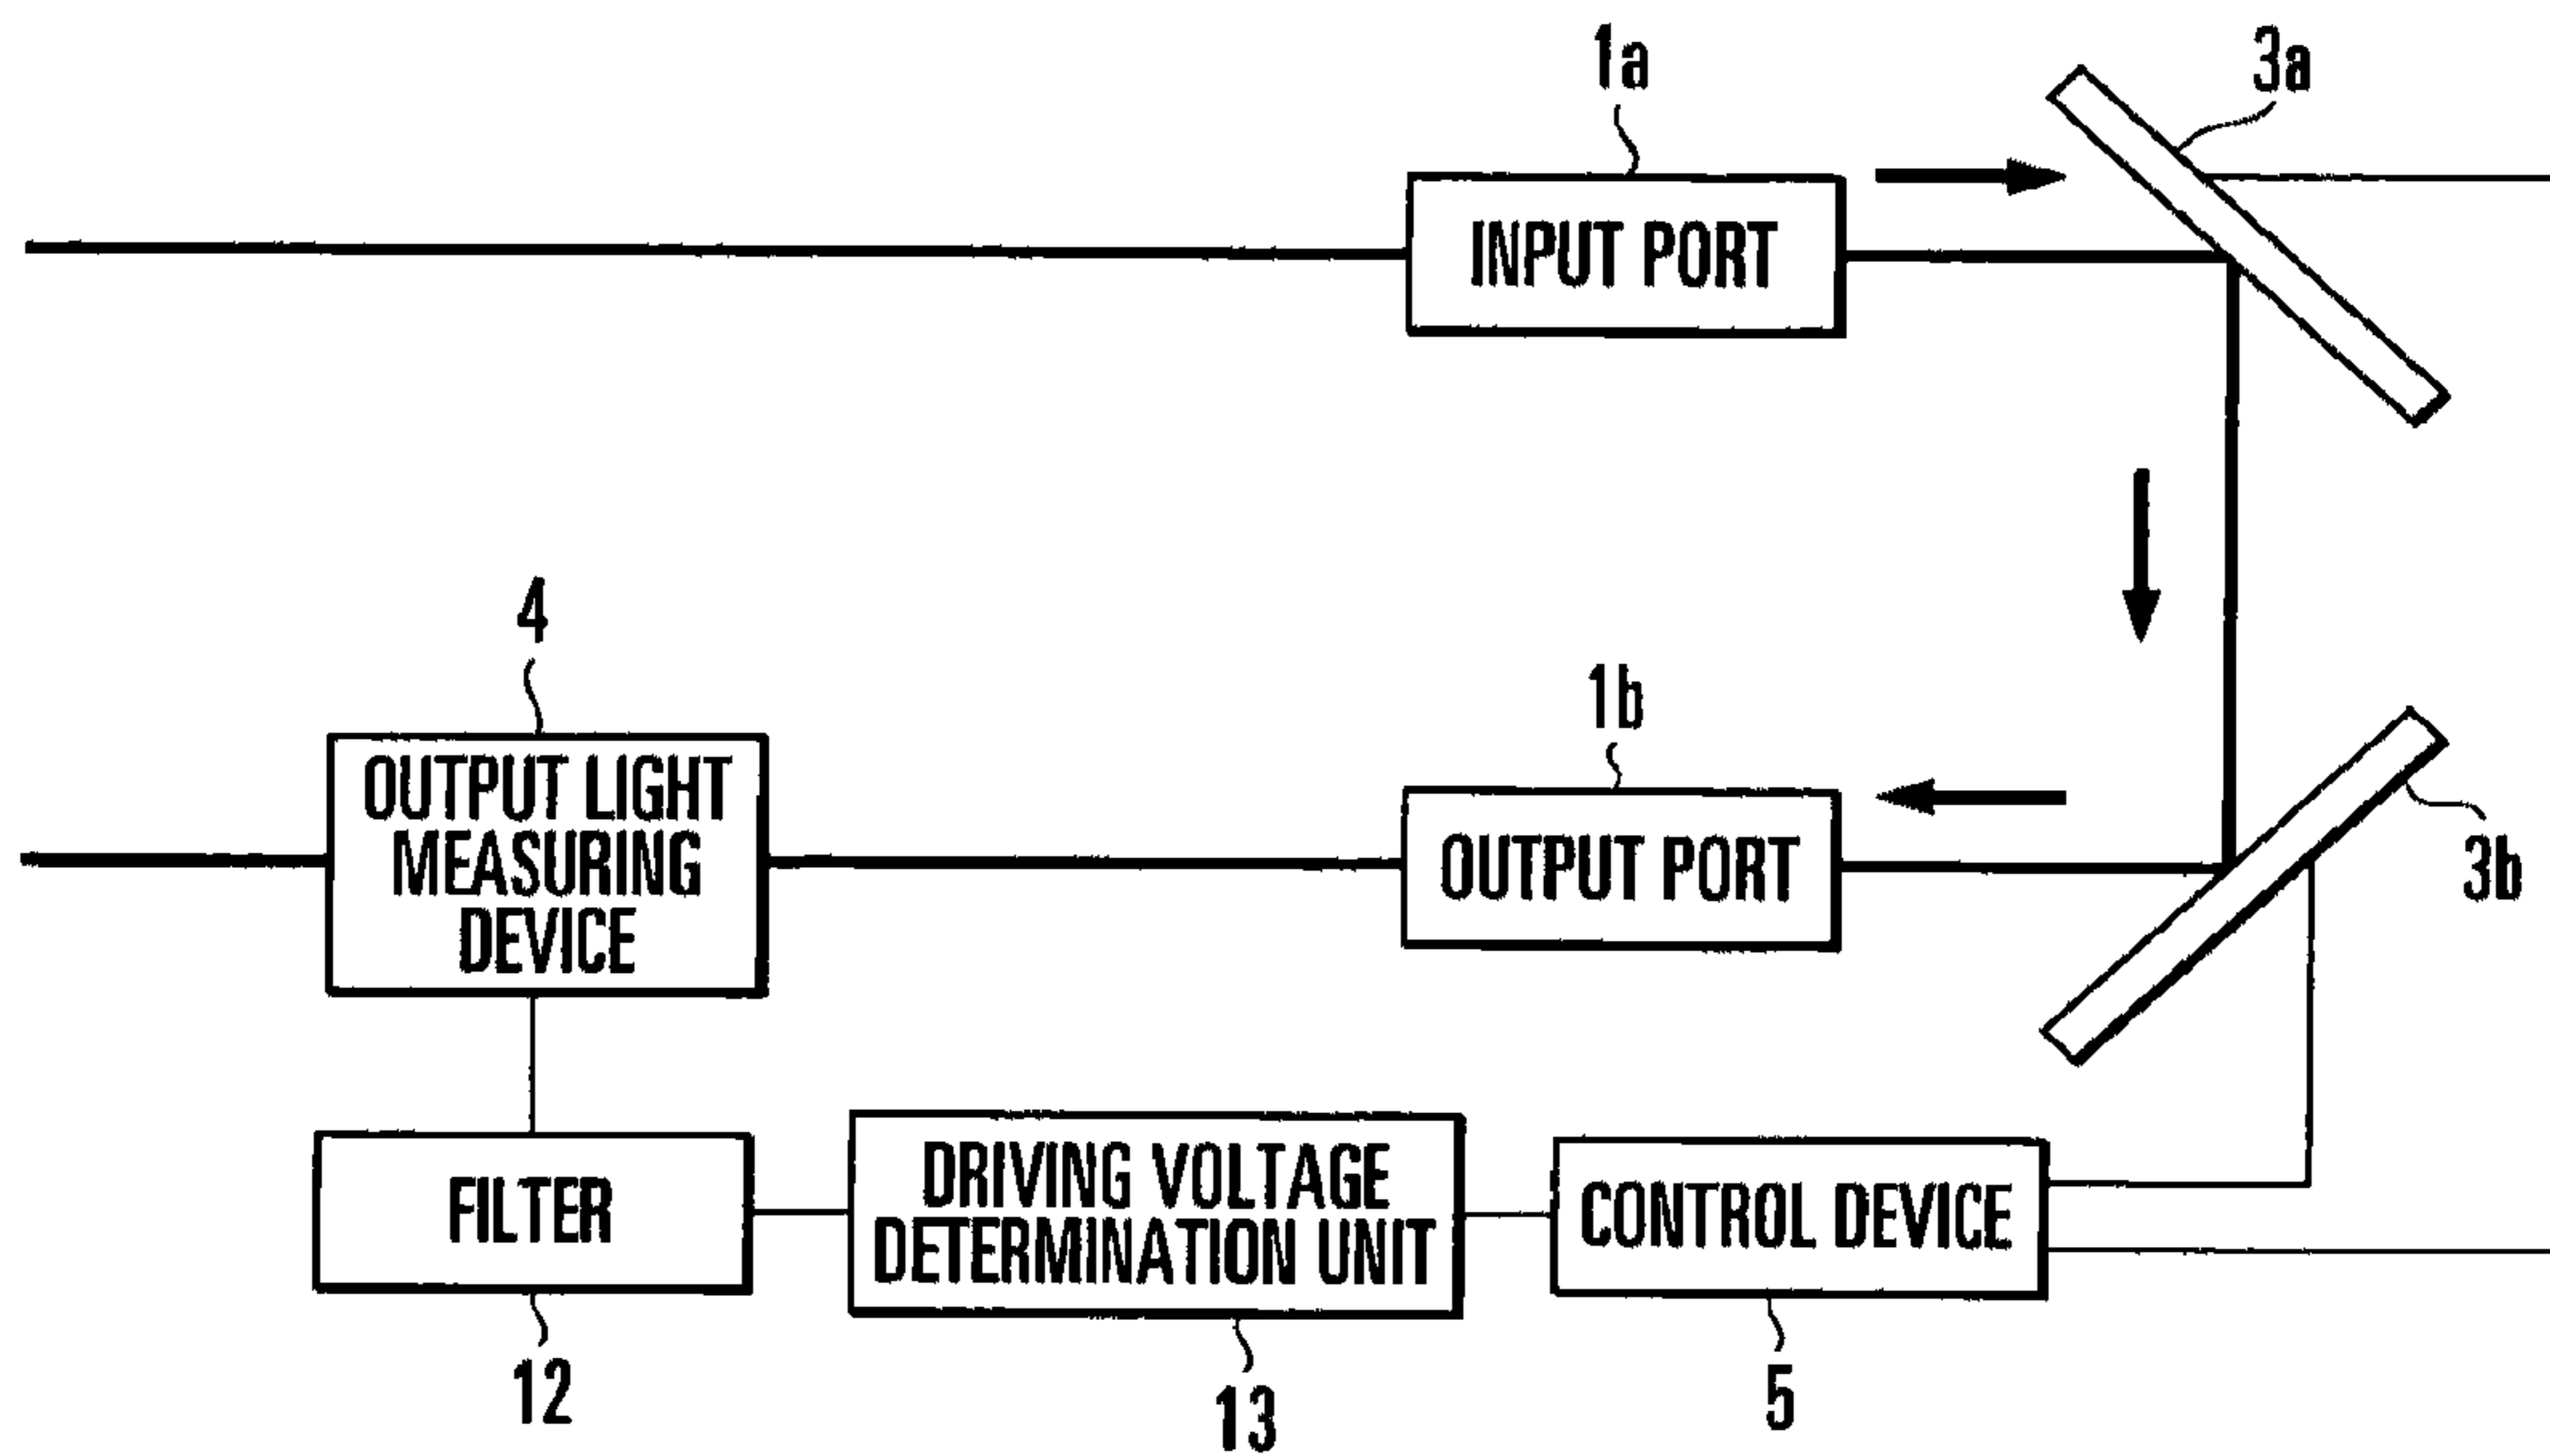 1a
3a
INPUT PORT
4
1b
OUTPUT LIGHT
MEASURING
DEVICE
OUTPUT PORT
3b
FILTER
DRIVING VOLTAGE
DETERMINATION UNIT
CONTROL DEVICE
12
13
5